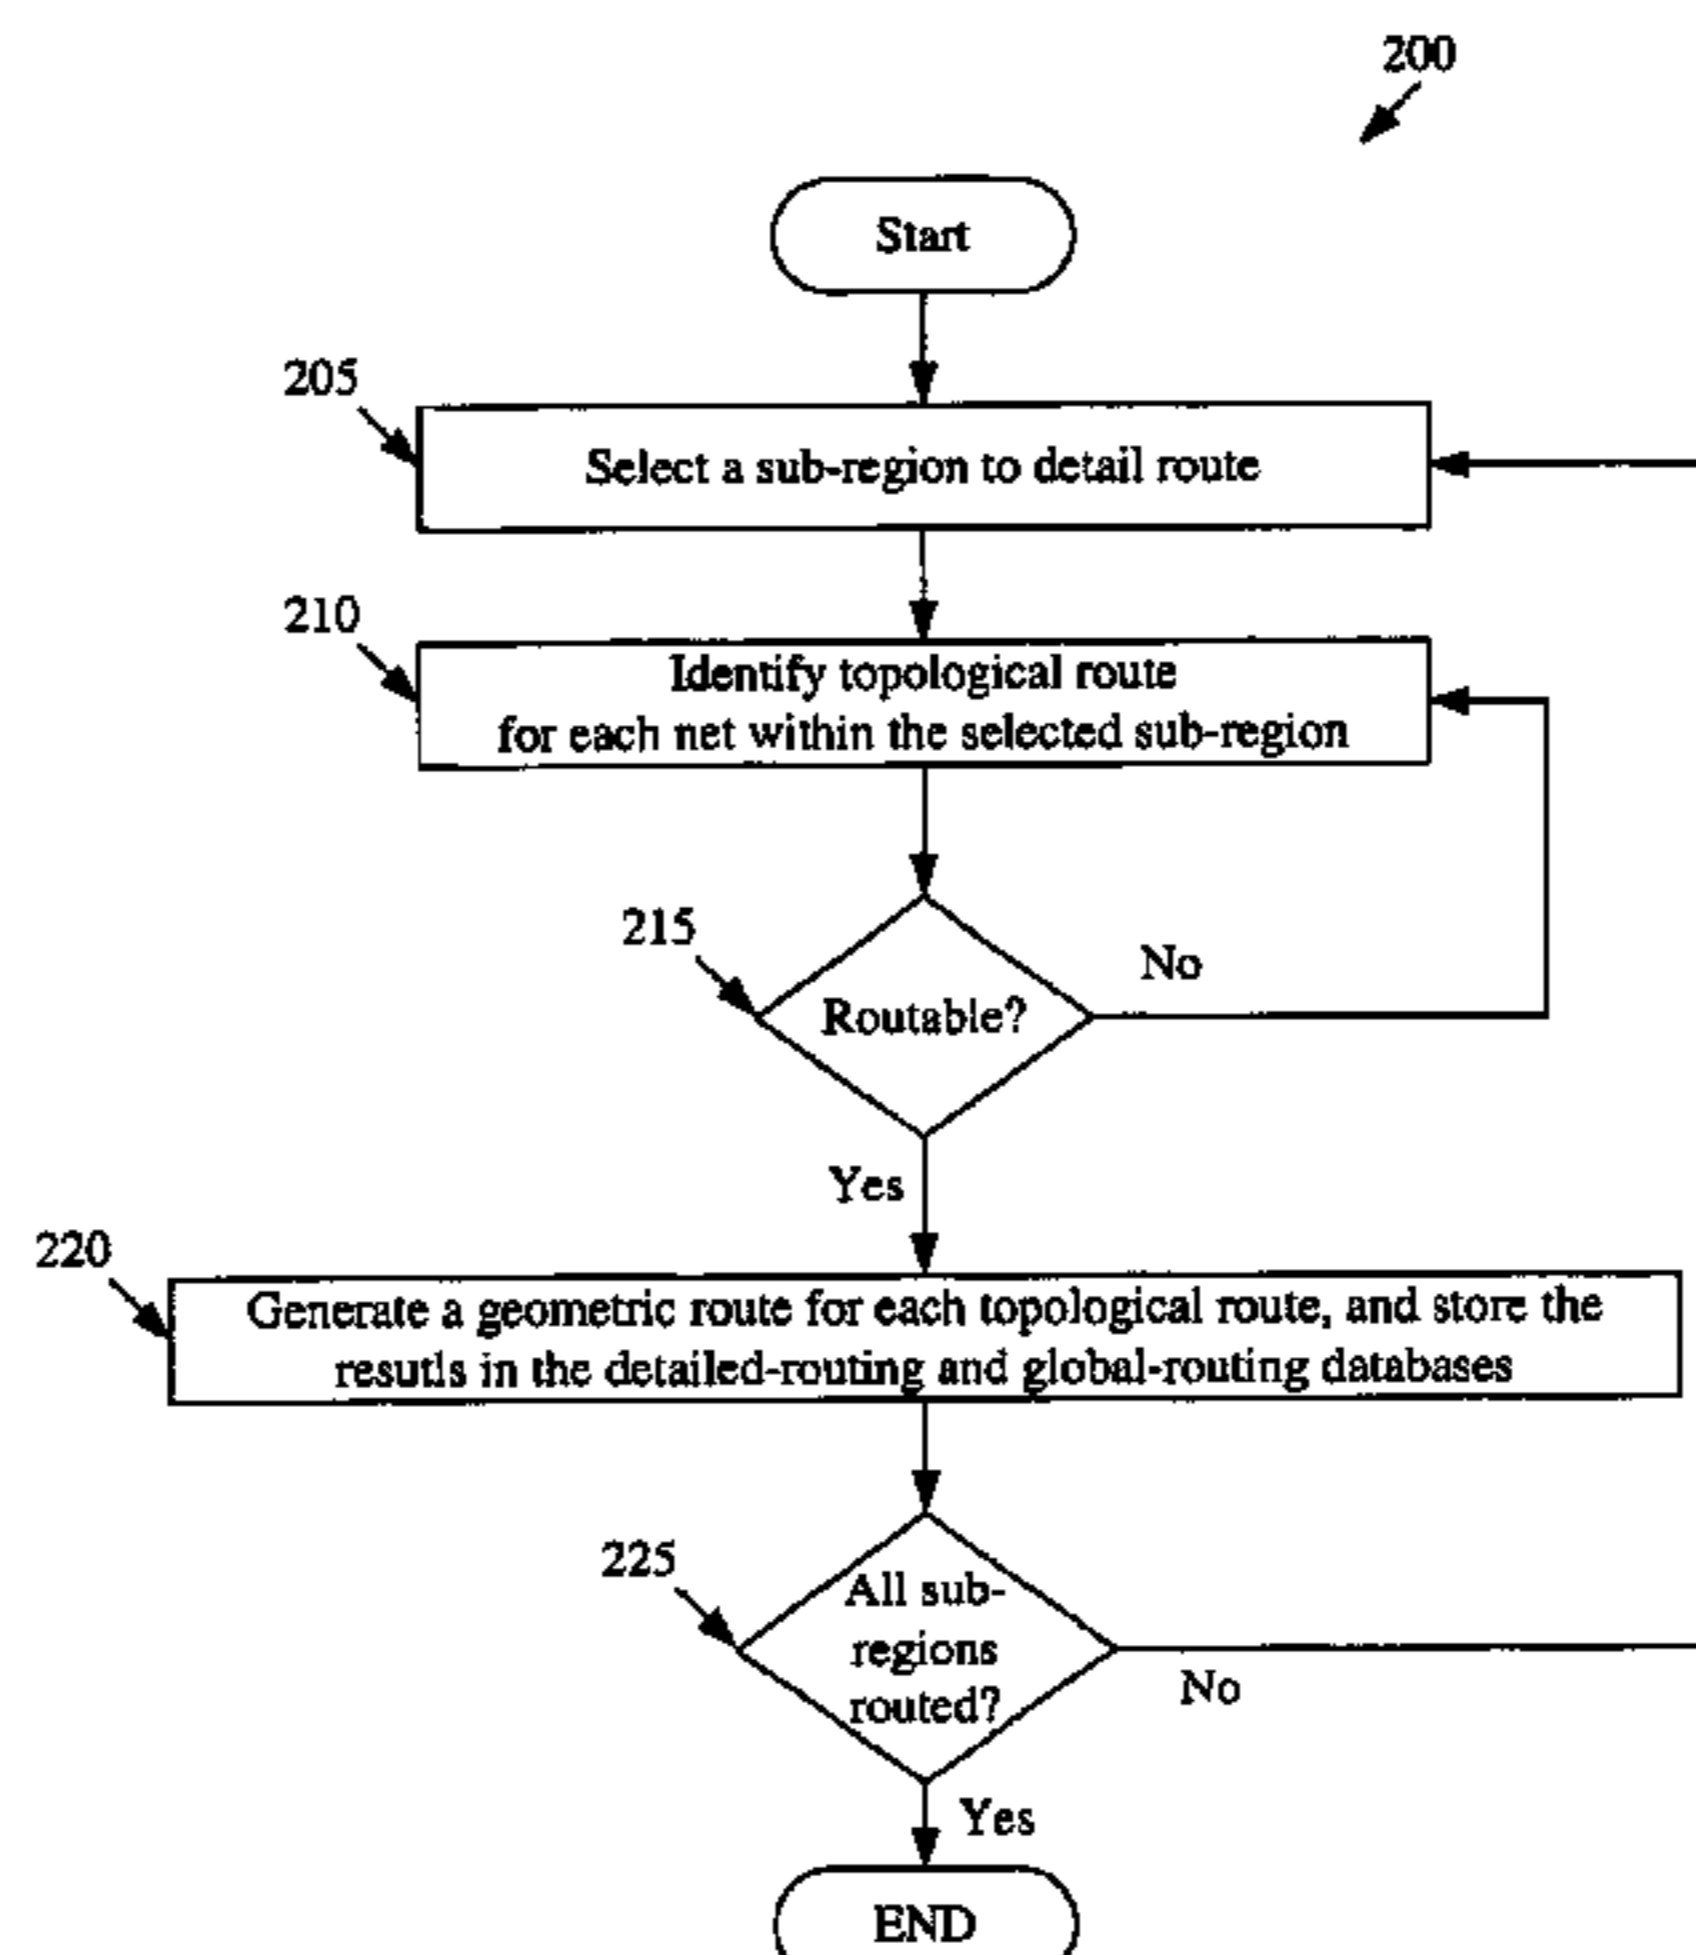 200
Start
205
Select a sub-region to detail route
210
Identify topological route
for each net within the selected sub-region
215
Routable?
No
Yes
220
Generate a geometric route for each topological route, and store the
resutls in the detailed-routing and global-routing databases
225
All sub-
regions
routed?
No
Yes
END